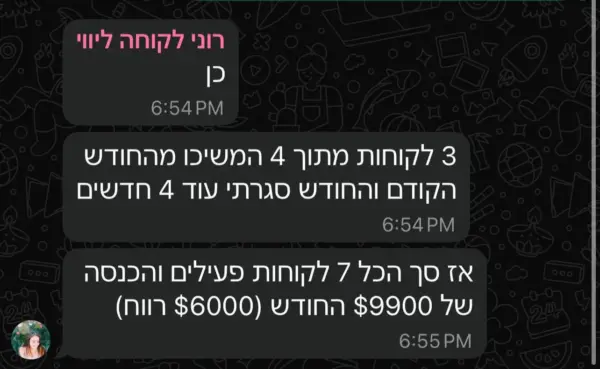 רוני לקוחה ליווי
כן
6:54 PM
3 לקוחות מתוך 4 המשיכו מהחודש
הקודם והחודש סגרתי עוד 4 חדשים
6:54 PM
אז סך הכל 7 לקוחות פעילים והכנסה
של 9900$ החודש (6000$ רווח)
6:55 PM